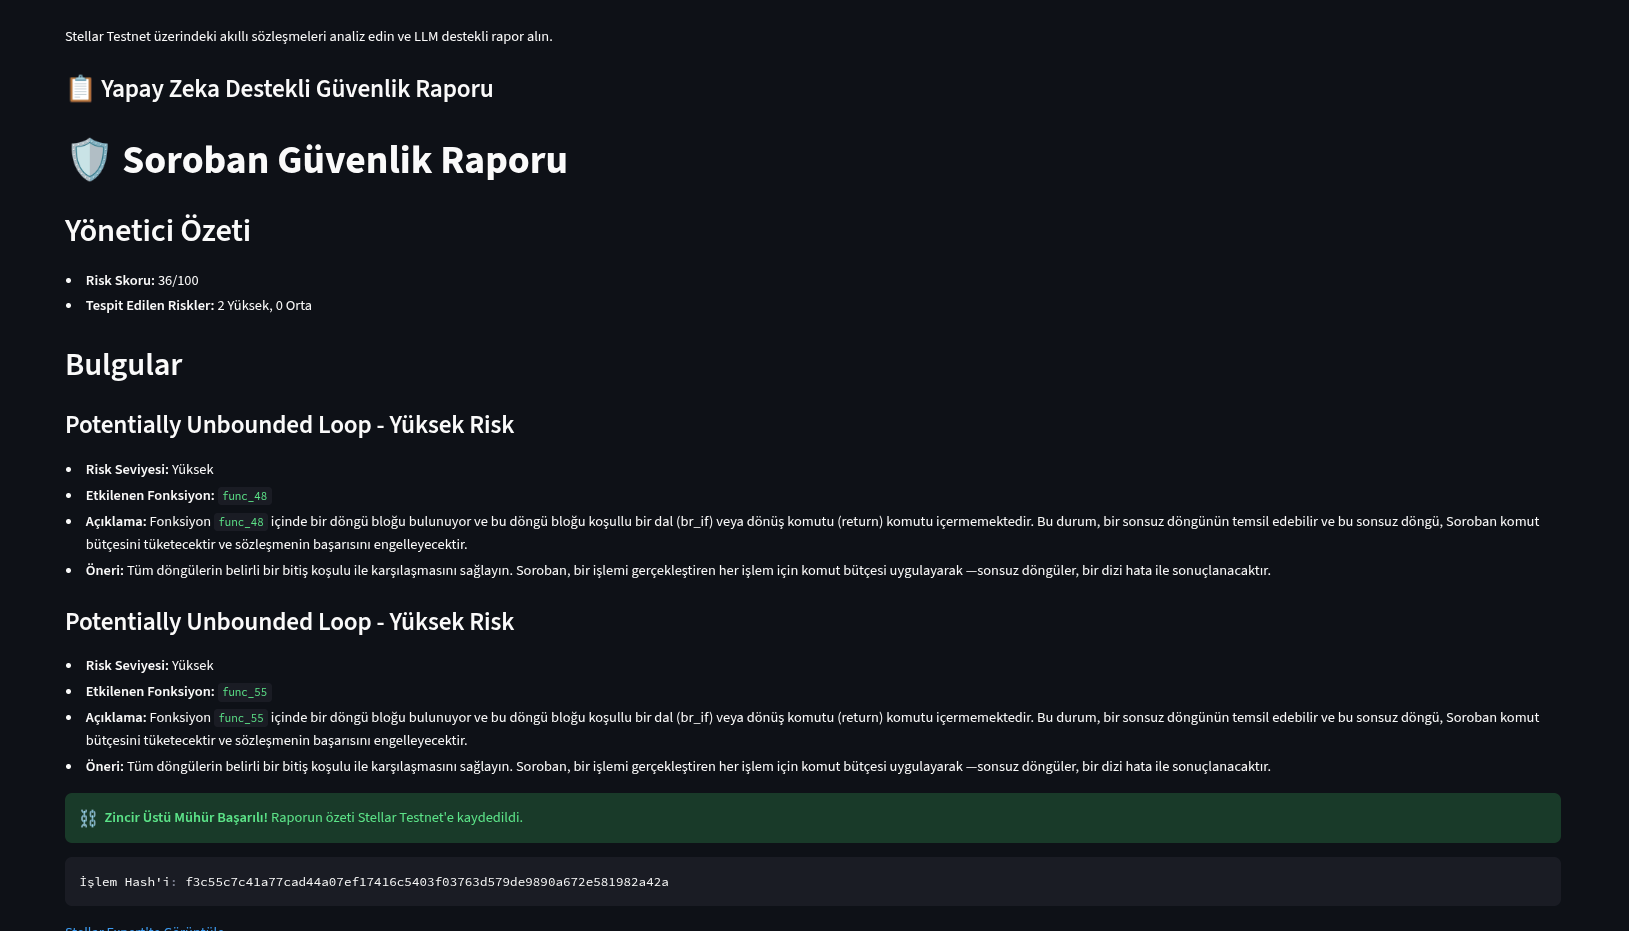 Stellar Testnet üzerindeki akıllı sözleşmeleri analiz edin ve LLM destekli rapor alın.
📋 Yapay Zeka Destekli Güvenlik Raporu
🛡️ Soroban Güvenlik Raporu
Yönetici Özeti
• Risk Skoru: 36/100
• Tespit Edilen Riskler: 2 Yüksek, 0 Orta
Bulgular
Potentially Unbounded Loop - Yüksek Risk
• Risk Seviyesi: Yüksek
• Etkilenen Fonksiyon: func_48
• Açıklama: Fonksiyon func_48 içinde bir döngü bloğu bulunuyor ve bu döngü bloğu koşullu bir dal (br_if) veya dönüş komutu (return) komutu içermemektedir. Bu durum, bir sonsuz döngünün temsil edebilir ve bu sonsuz döngü, Soroban komut
bütçesini tüketecektir ve sözleşmenin başarısını engelleyecektir.
• Öneri: Tüm döngülerin belirli bir bitiş koşulu ile karşılaşmasını sağlayın. Soroban, bir işlemi gerçekleştiren her işlem için komut bütçesi uygulayarak —sonsuz döngüler, bir dizi hata ile sonuçlanacaktır.
Potentially Unbounded Loop - Yüksek Risk
• Risk Seviyesi: Yüksek
• Etkilenen Fonksiyon: func_55
• Açıklama: Fonksiyon func_55 içinde bir döngü bloğu bulunuyor ve bu döngü bloğu koşullu bir dal (br_if) veya dönüş komutu (return) komutu içermemektedir. Bu durum, bir sonsuz döngünün temsil edebilir ve bu sonsuz döngü, Soroban komut
bütçesini tüketecektir ve sözleşmenin başarısını engelleyecektir.
• Öneri: Tüm döngülerin belirli bir bitiş koşulu ile karşılaşmasını sağlayın. Soroban, bir işlemi gerçekleştiren her işlem için komut bütçesi uygulayarak —sonsuz döngüler, bir dizi hata ile sonuçlanacaktır.
⛓️ Zincir Üstü Mühür Başarılı! Raporun özeti Stellar Testnet'e kaydedildi.
İşlem Hash'i: f3c55c7c41a77cad44a07ef17416c5403f03763d579de9890a672e581982a42a
Stellar Expert'te Görüntüle